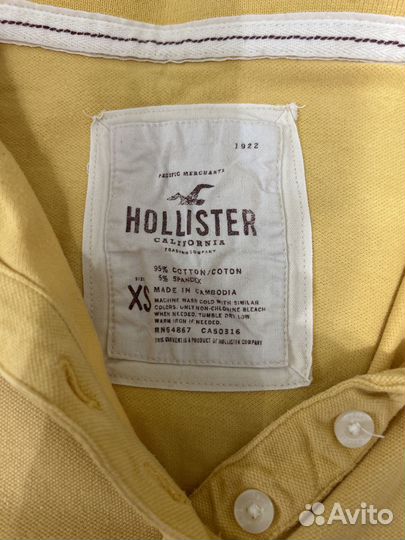 1922
PACIFIC MERCHANTS
HOLLISTER
CALIFORNIA
TRADING COMPANY
95% COTTON/COTON
5% SPANDEX
SIZE
XS
MADE IN CAMBODIA
MACHINE WASH COLD WITH SIMILAR
COLORS. ONLY NON-CHLORINE BLEACH
WHEN NEEDED. TUMBLE DRY LOW.
WARM IRON IF NEEDED.
RN54867 CA50316
THIS GARMENT IS A PRODUCT OF HOLLISTER COMPANY
Avito